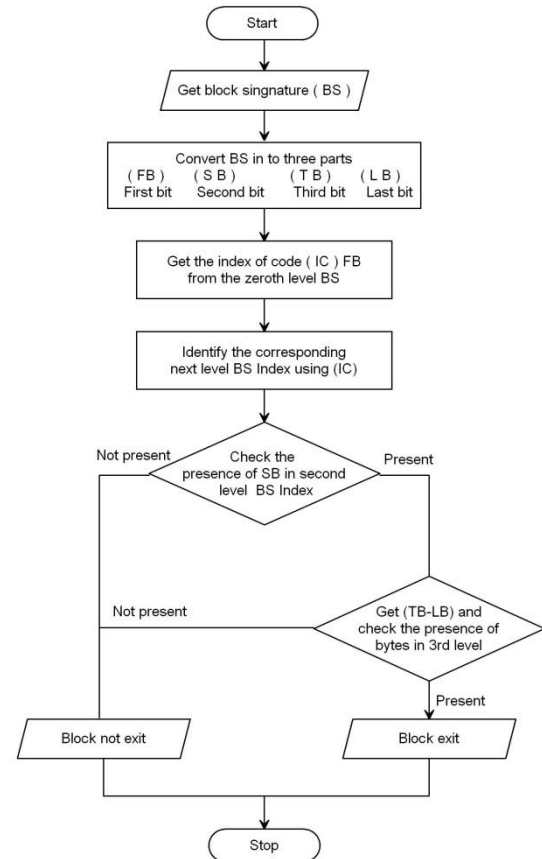 Start
Get block singnature ( BS )
Convert BS in to three parts
( FB ) ( S B ) ( T B ) ( L B )
First bit Second bit Third bit Last bit
Get the index of code ( IC ) FB
from the zeroth level BS
Identify the corresponding
next level BS Index using (IC)
Not present
Check the
presence of SB in second
level BS Index
Present
Not present
Get (TB-LB) and
check the presence of
bytes in 3rd level
Present
Block not exit
Block exit
Stop